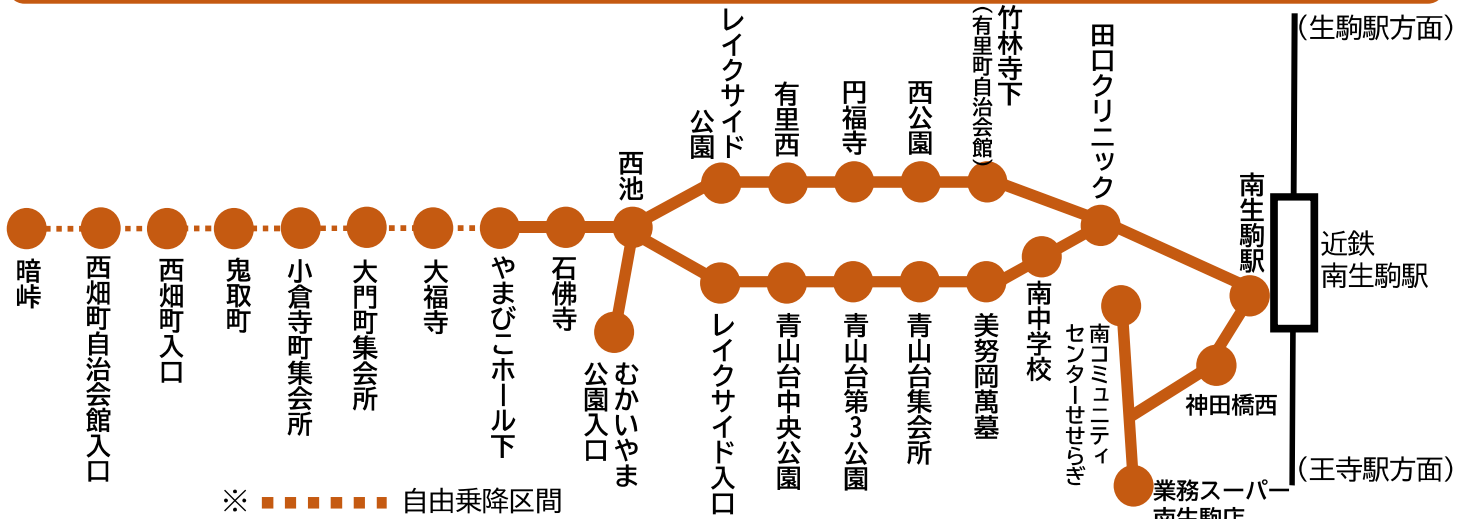 暗峠
西畑町自治会館入口
西畑町入口
鬼取町
小倉寺町集会所
大門町集会所
大福寺
やまびこホール下
石佛寺
西池
むかいやま
公園入口
レイクサイド
公園
有里西
円福寺
西公園
竹林寺下
(有里町自治会館)
田口クリニック
レイクサイド入口
青山台中央公園
青山台第3公園
青山台集会所
美努岡萬墓
南中学校
南生駒駅
神田橋西
南コミュニティ
センターせせらぎ
業務スーパー
南生駒店
(生駒駅方面)
近鉄
南生駒駅
(王寺駅方面)
※ 自由乗降区間